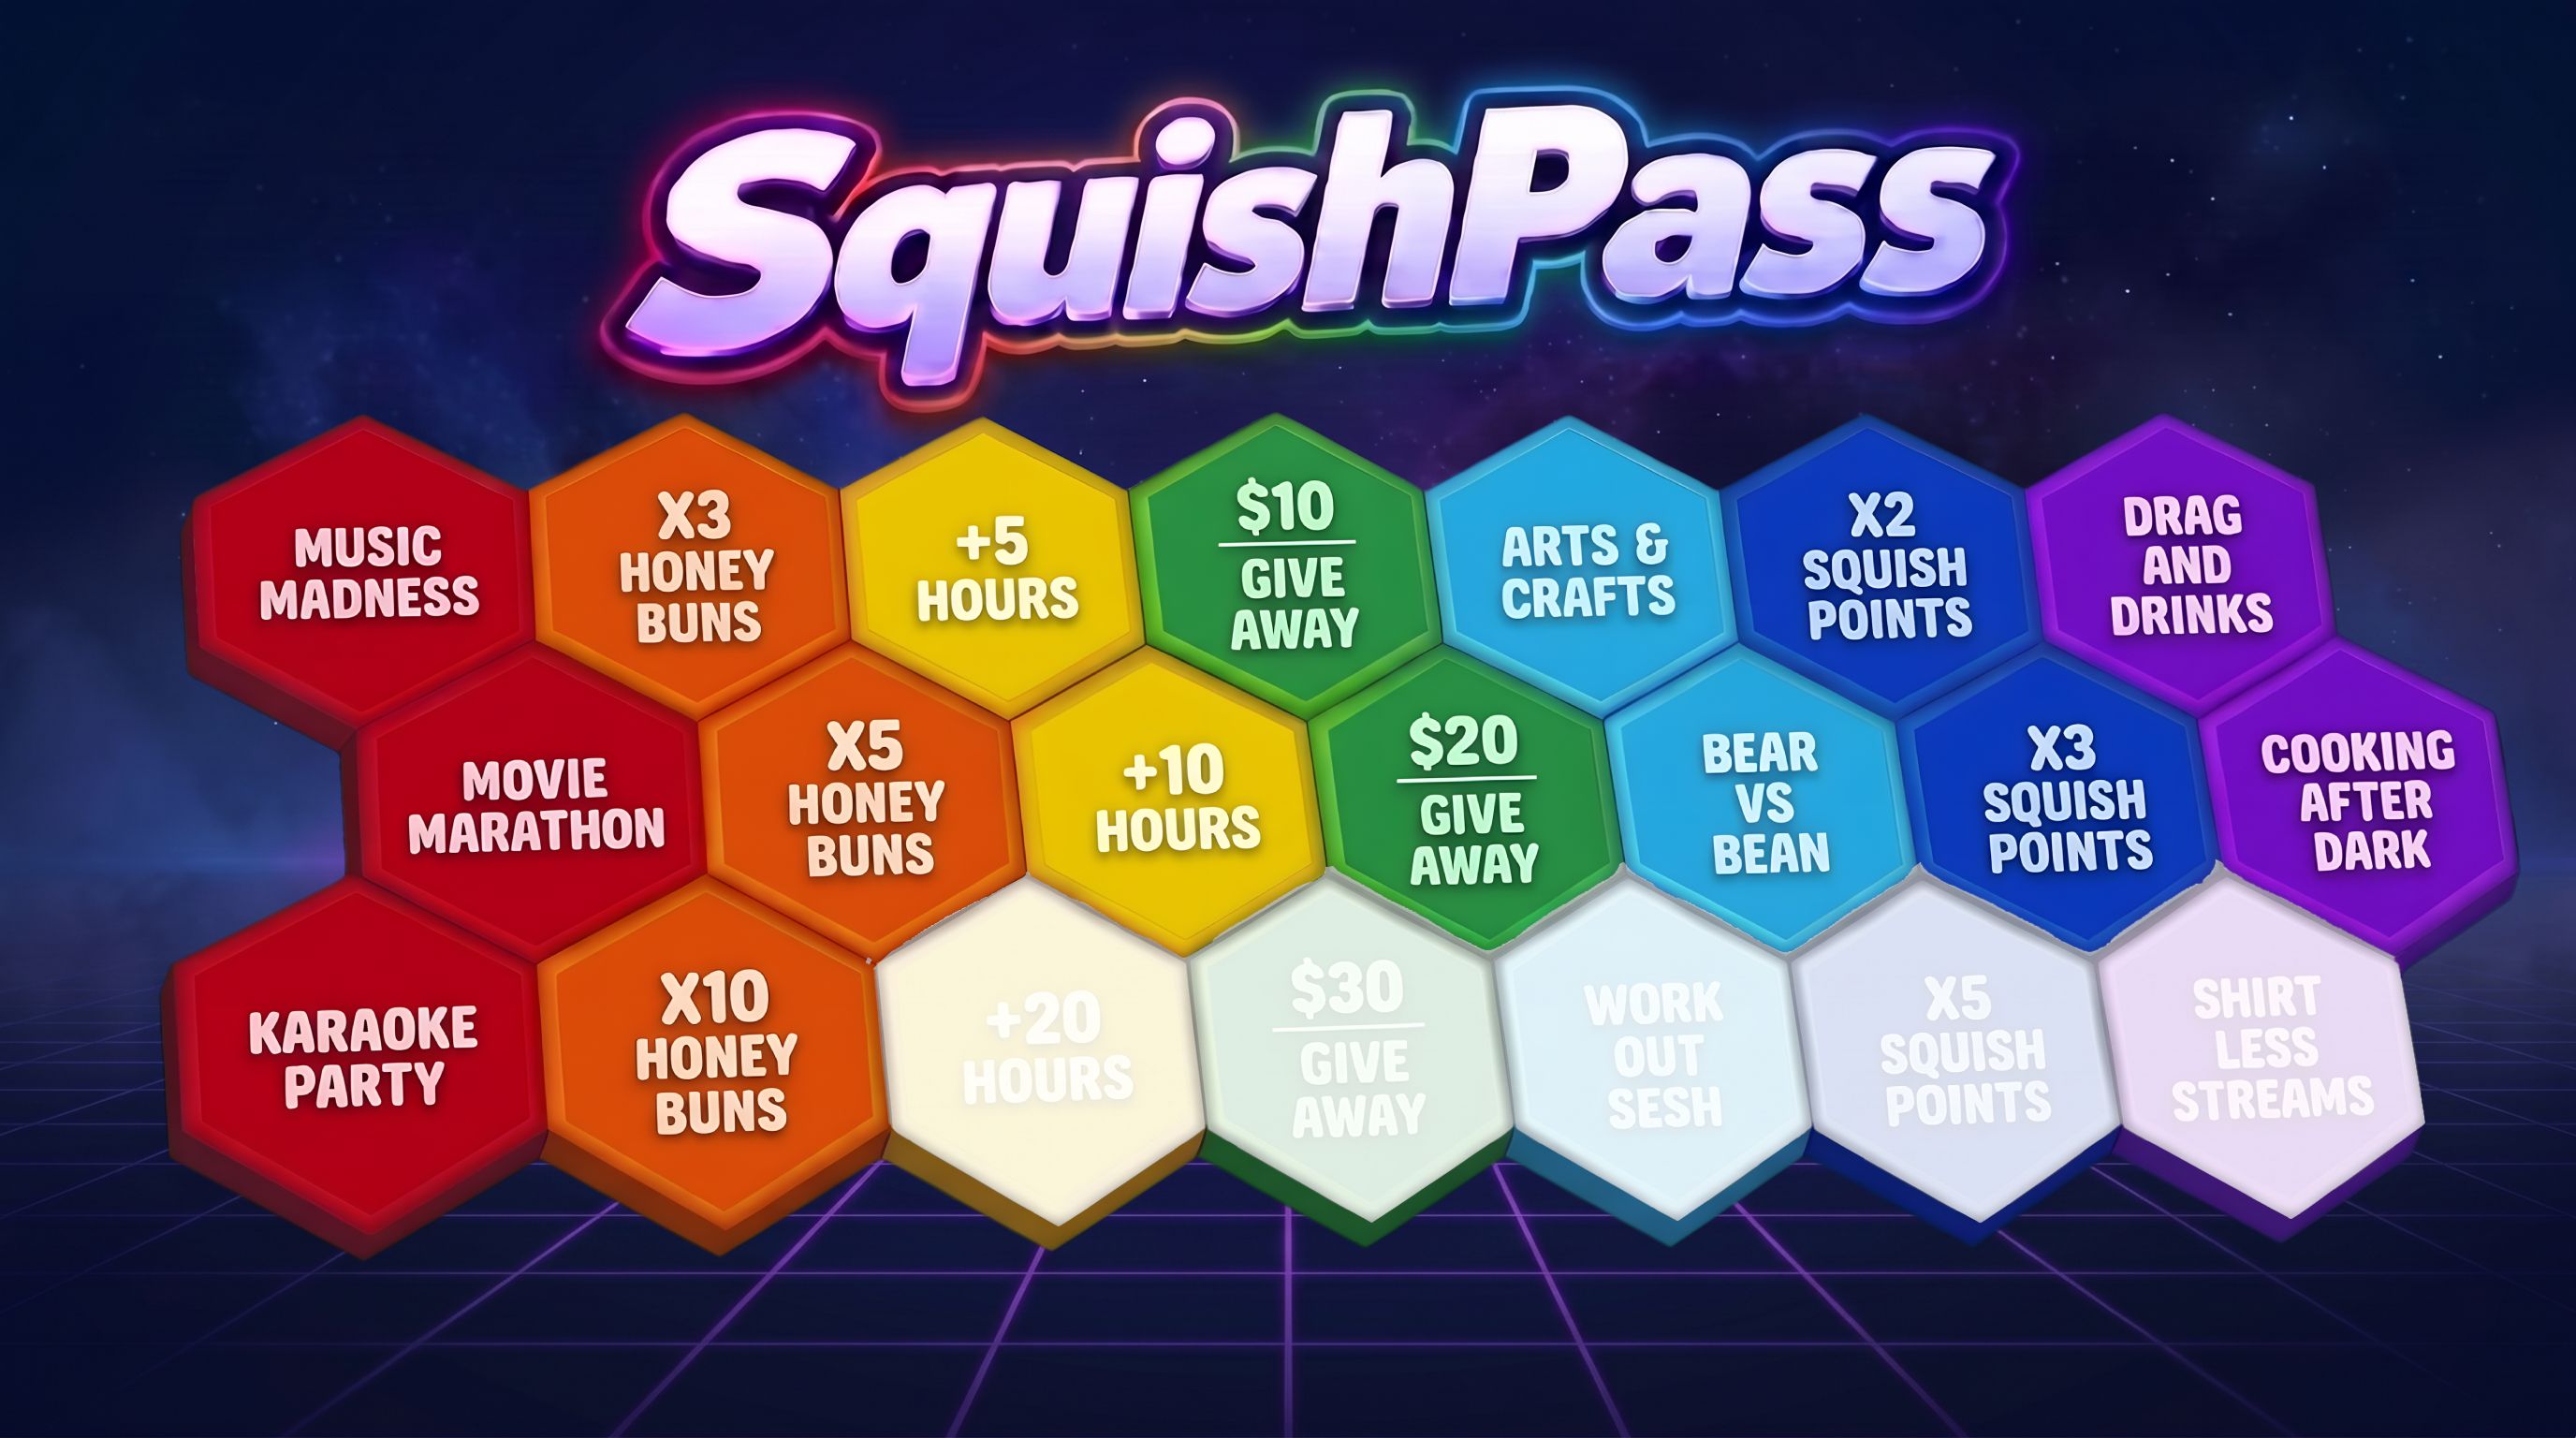 SquishPass
MUSIC
MADNESS
X3
HONEY
BUNS
+5
HOURS
$10
GIVE
AWAY
ARTS &
CRAFTS
X2
SQUISH
POINTS
DRAG
AND
DRINKS
MOVIE
MARATHON
X5
HONEY
BUNS
+10
HOURS
$20
GIVE
AWAY
BEAR
VS
BEAN
X3
SQUISH
POINTS
COOKING
AFTER
DARK
KARAOKE
PARTY
X10
HONEY
BUNS
+20
HOURS
$30
GIVE
AWAY
WORK
OUT
SESH
X5
SQUISH
POINTS
SHIRT
LESS
STREAMS